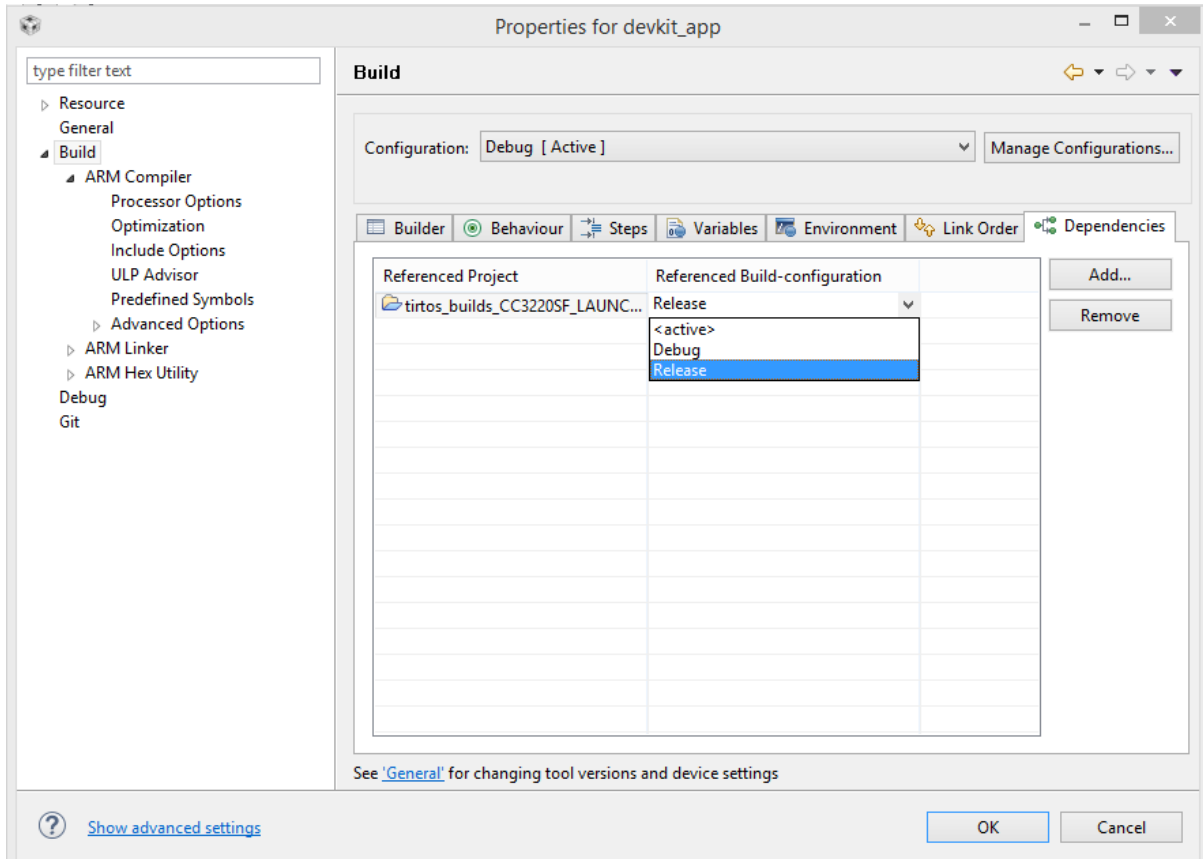 Properties for devkit_app
type filter text
Resource
General
Build
ARM Compiler
Processor Options
Optimization
Include Options
ULP Advisor
Predefined Symbols
Advanced Options
ARM Linker
ARM Hex Utility
Debug
Git
Build
Configuration: Debug [ Active ] Manage Configurations...
Builder Behaviour Steps Variables Environment Link Order Dependencies
Referenced Project Referenced Build-configuration Add...
tirtos_builds_CC3220SF_LAUNC... Release Remove
<active>
Debug
Release
See 'General' for changing tool versions and device settings
? Show advanced settings OK Cancel